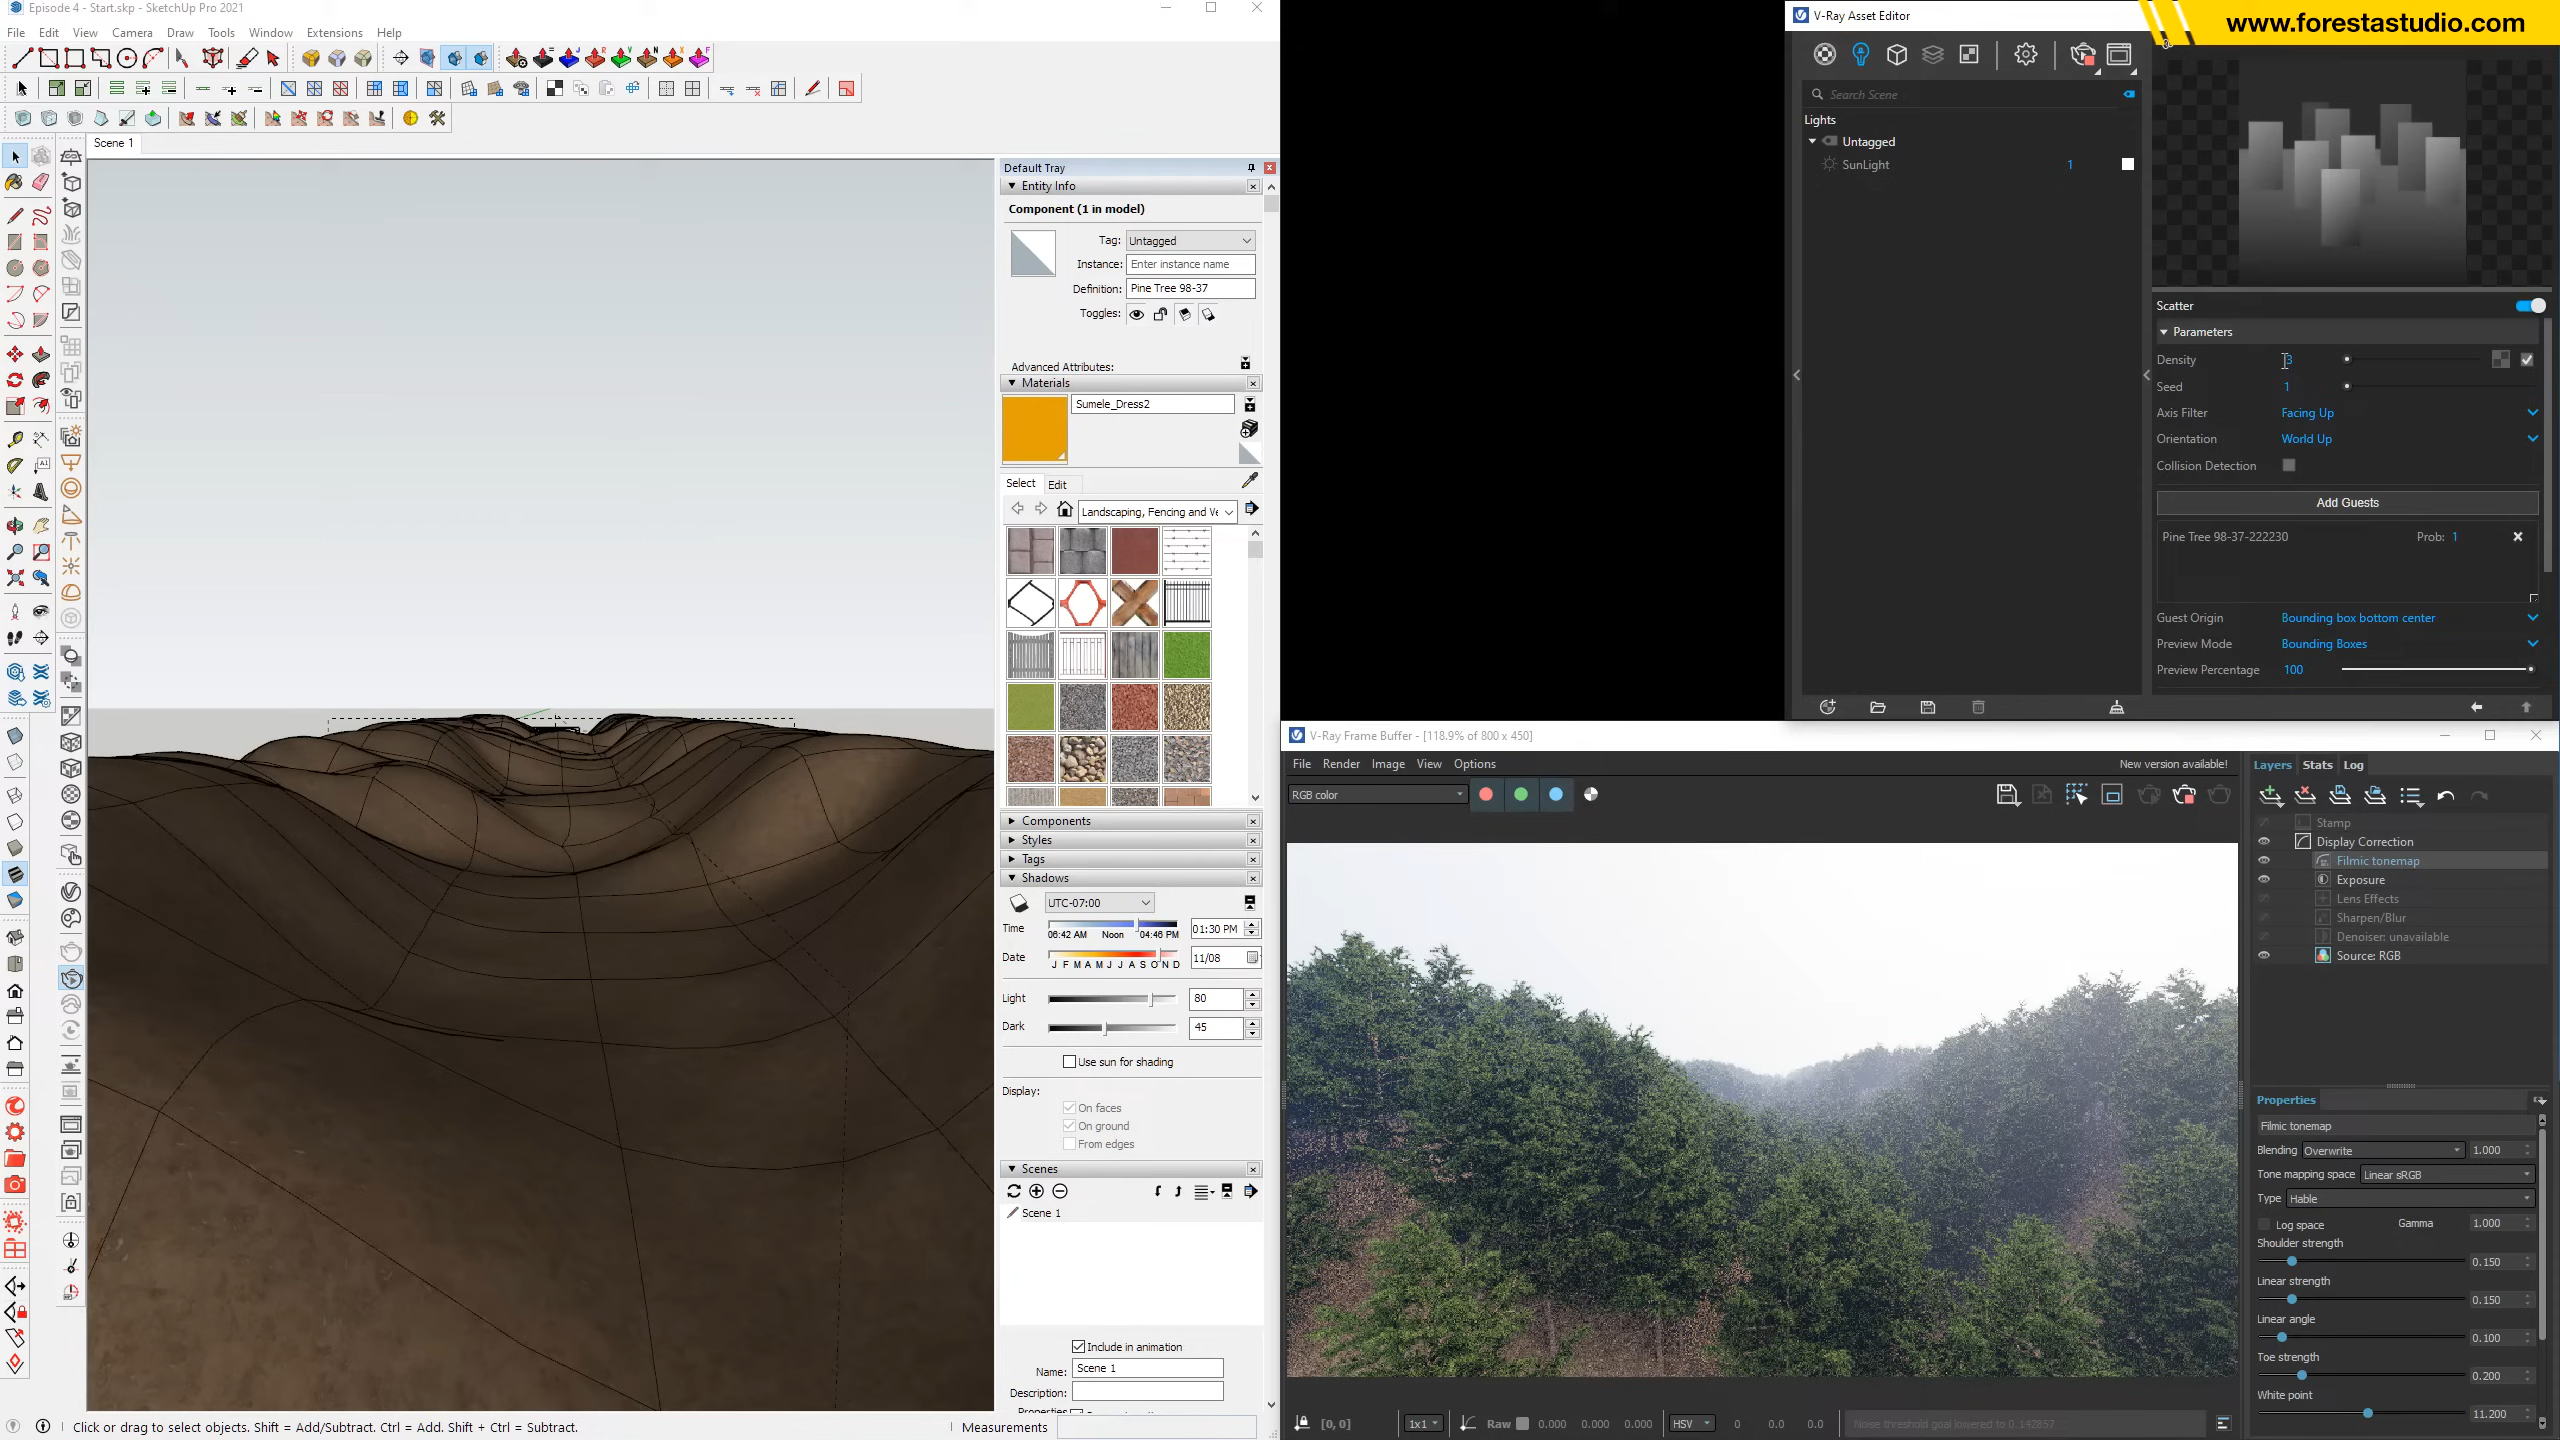 Episode 4 - Start.skp - SketchUp Pro 2021
File Edit View Camera Draw Tools Window Extensions Help
Scene 1
Default Tray
Entity Info
Component (1 in model)
Tag: Untagged
Instance: Enter instance name
Definition: Pine Tree 98-37
Toggles:
Advanced Attributes:
Materials
Sumele_Dress2
Select Edit
Landscaping, Fencing and Ve
Components
Styles
Tags
Shadows
UTC-07:00
Time 06:42 AM Noon 04:46 PM 01:30 PM
Date J F M A M J J A S O N D 11/08
Light 80
Dark 45
Use sun for shading
Display:
On faces
On ground
From edges
Scenes
Scene 1
Include in animation
Name: Scene 1
Description:
Click or drag to select objects. Shift = Add/Subtract. Ctrl = Add. Shift + Ctrl = Subtract.
Measurements
V-Ray Asset Editor
www.forestastudio.com
Search Scene
Lights
Untagged
SunLight 1
Scatter
Parameters
Density 3
Seed 1
Axis Filter Facing Up
Orientation World Up
Collision Detection
Add Guests
Pine Tree 98-37-222230 Prob: 1
Guest Origin Bounding box bottom center
Preview Mode Bounding Boxes
Preview Percentage 100
V-Ray Frame Buffer - [118.9% of 800 x 450]
File Render Image View Options New version available!
RGB color
Layers Stats Log
Stamp
Display Correction
Filmic tonemap
Exposure
Lens Effects
Sharpen/Blur
Denoiser: unavailable
Source: RGB
Properties
Filmic tonemap
Blending Overwrite 1.000
Tone mapping space Linear sRGB
Type Hable
Log space Gamma 1.000
Shoulder strength
0.150
Linear strength
0.150
Linear angle
0.100
Toe strength
0.200
White point
11.200
[0, 0] 1x1 Raw 0.000 0.000 0.000 HSV 0 0.0 0.0 Noise threshold goal lowered to 0.142857